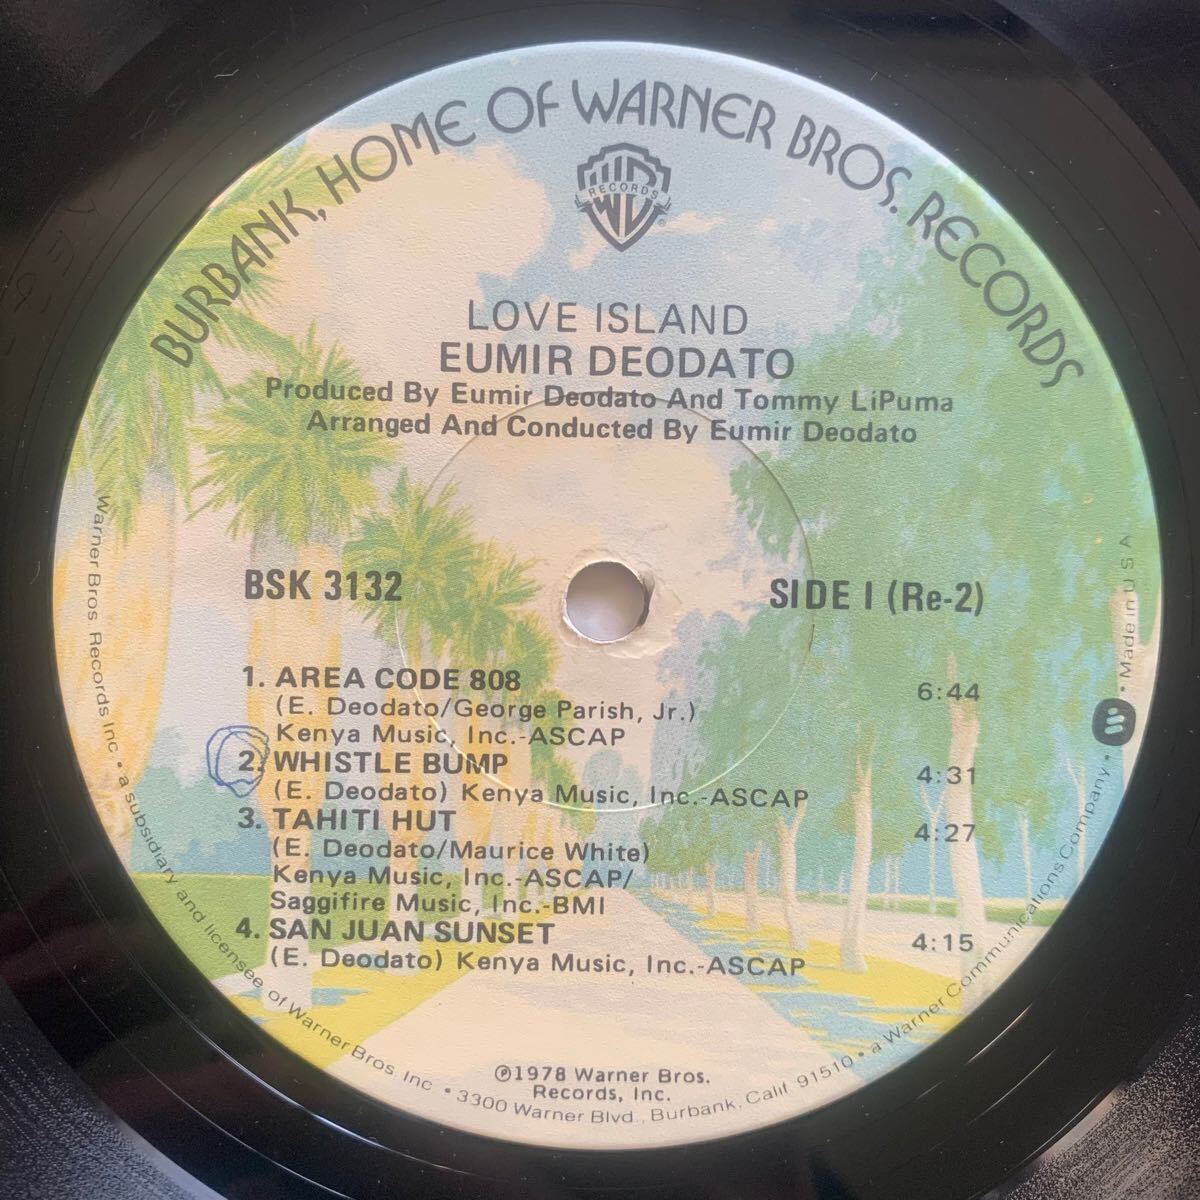 BURBANK, HOME OF WARNER BROS. RECORDS
RECORDS
LOVE ISLAND
EUMIR DEODATO
Produced By Eumir Deodato And Tommy LiPuma
Arranged And Conducted By Eumir Deodato
BSK 3132
SIDE I (Re-2)
1. AREA CODE 808 6:44
(E. Deodato/George Parish, Jr.)
Kenya Music, Inc.-ASCAP
2. WHISTLE BUMP 4:31
(E. Deodato) Kenya Music, Inc.-ASCAP
3. TAHITI HUT 4:27
(E. Deodato/Maurice White)
Kenya Music, Inc.-ASCAP/
Saggifire Music, Inc.-BMI
4. SAN JUAN SUNSET 4:15
(E. Deodato) Kenya Music, Inc.-ASCAP
℗1978 Warner Bros.
Records, Inc.
Warner Bros. Records Inc. • a subsidiary and licensee of Warner Bros. Inc • 3300 Warner Blvd., Burbank, Calif. 91510 • a Warner Communications Company • Made in U S A